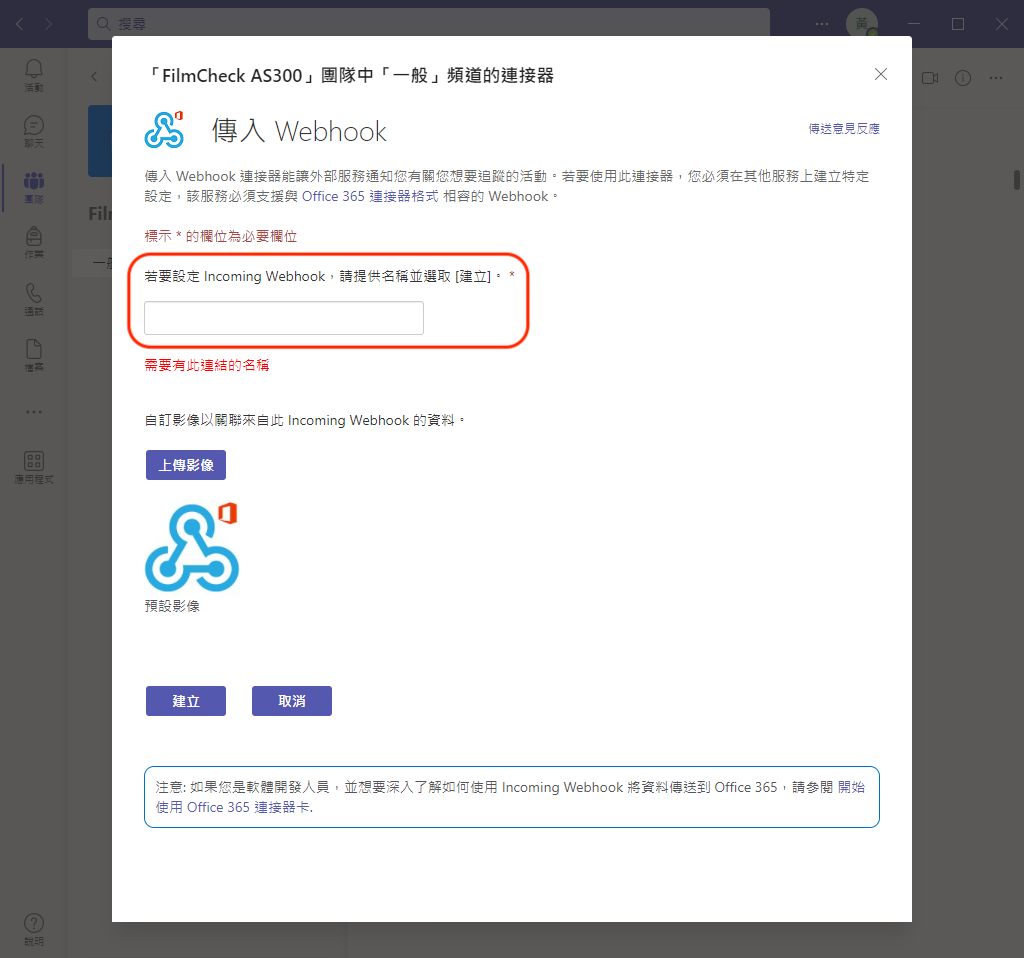 搜尋
黃
活動
聊天
團隊
作業
通話
檔案
應用程式
說明
Fil
一般
「FilmCheck AS300」團隊中「一般」頻道的連接器
傳入 Webhook
傳送意見反應
傳入 Webhook 連接器能讓外部服務通知您有關您想要追蹤的活動。若要使用此連接器，您必須在其他服務上建立特定
設定，該服務必須支援與 Office 365 連接器格式 相容的 Webhook。
標示 * 的欄位為必要欄位
若要設定 Incoming Webhook，請提供名稱並選取 [建立]。 *
需要有此連結的名稱
自訂影像以關聯來自此 Incoming Webhook 的資料。
上傳影像
預設影像
建立
取消
注意: 如果您是軟體開發人員，並想要深入了解如何使用 Incoming Webhook 將資料傳送到 Office 365，請參閱 開始
使用 Office 365 連接器卡.